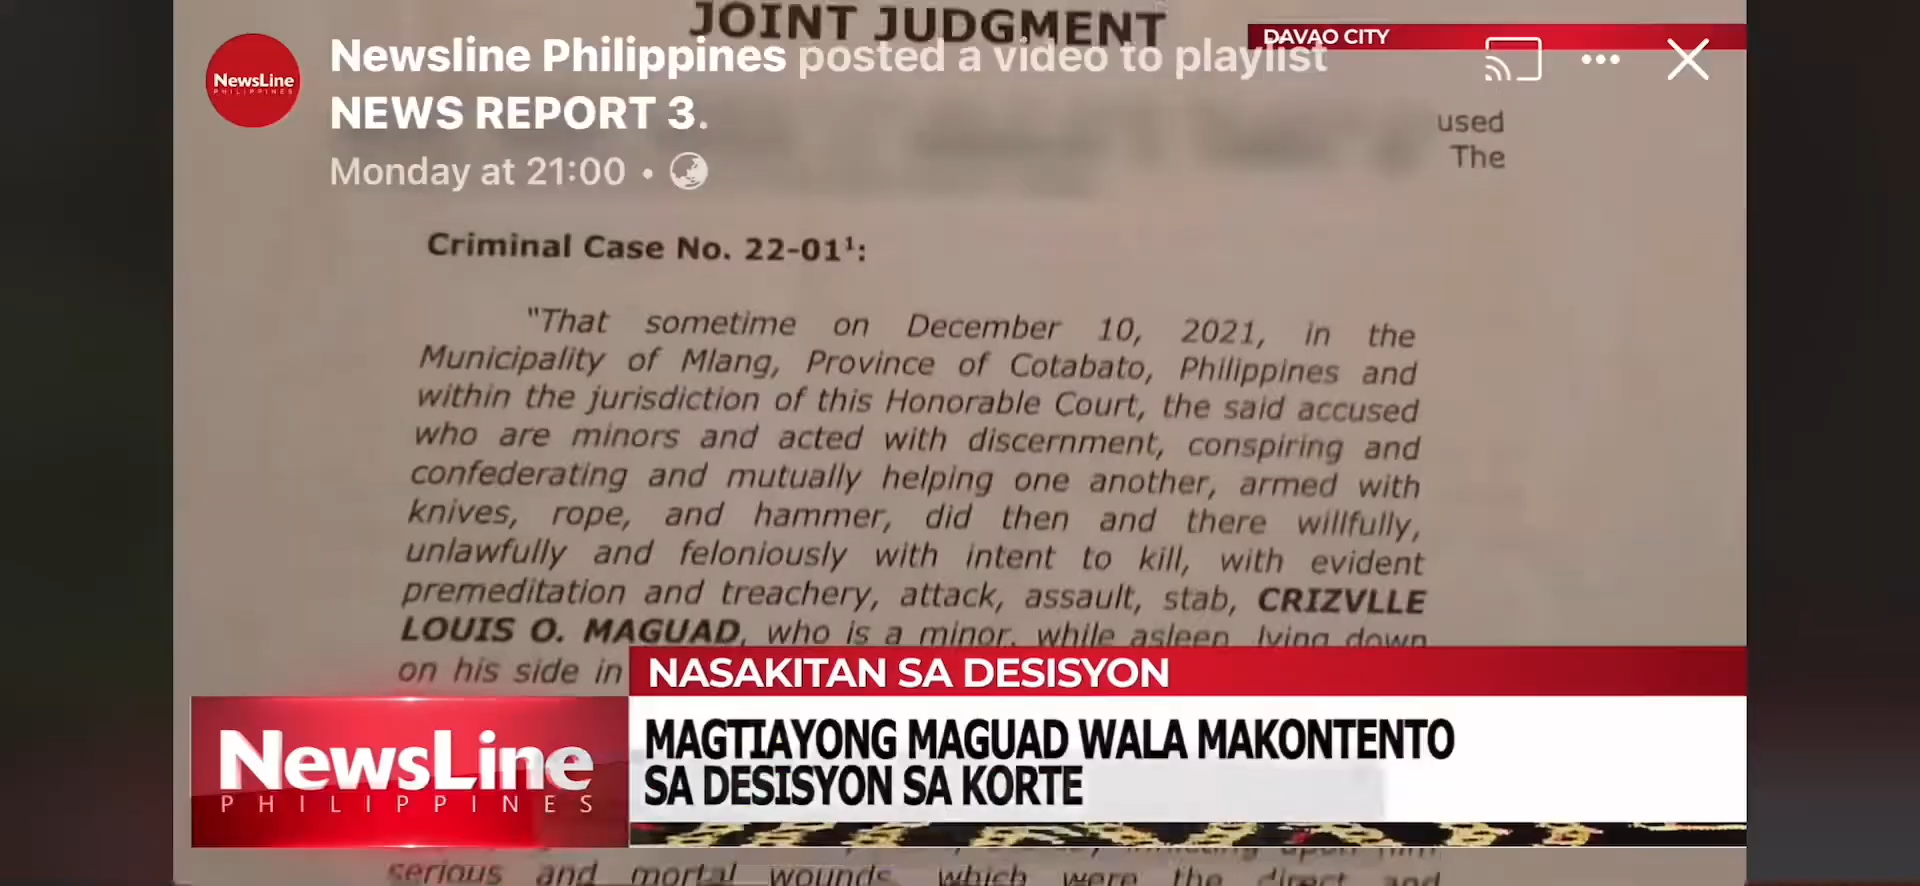 JOINT JUDGMENT
DAVAO CITY
NewsLine
PHILIPPINES
Newsline Philippines posted a video to playlist
NEWS REPORT 3.
Monday at 21:00 •
used
The
Criminal Case No. 22-01¹:
"That sometime on December 10, 2021, in the
Municipality of Mlang, Province of Cotabato, Philippines and
within the jurisdiction of this Honorable Court, the said accused
who are minors and acted with discernment, conspiring and
confederating and mutually helping one another, armed with
knives, rope, and hammer, did then and there willfully,
unlawfully and feloniously with intent to kill, with evident
premeditation and treachery, attack, assault, stab, CRIZVLLE
LOUIS O. MAGUAD, who is a minor, while asleep, lying down
on his side in
NASAKITAN SA DESISYON
MAGTIAYONG MAGUAD WALA MAKONTENTO
SA DESISYON SA KORTE
NewsLine
PHILIPPINES
serious and mortal wounds, which were the direct and